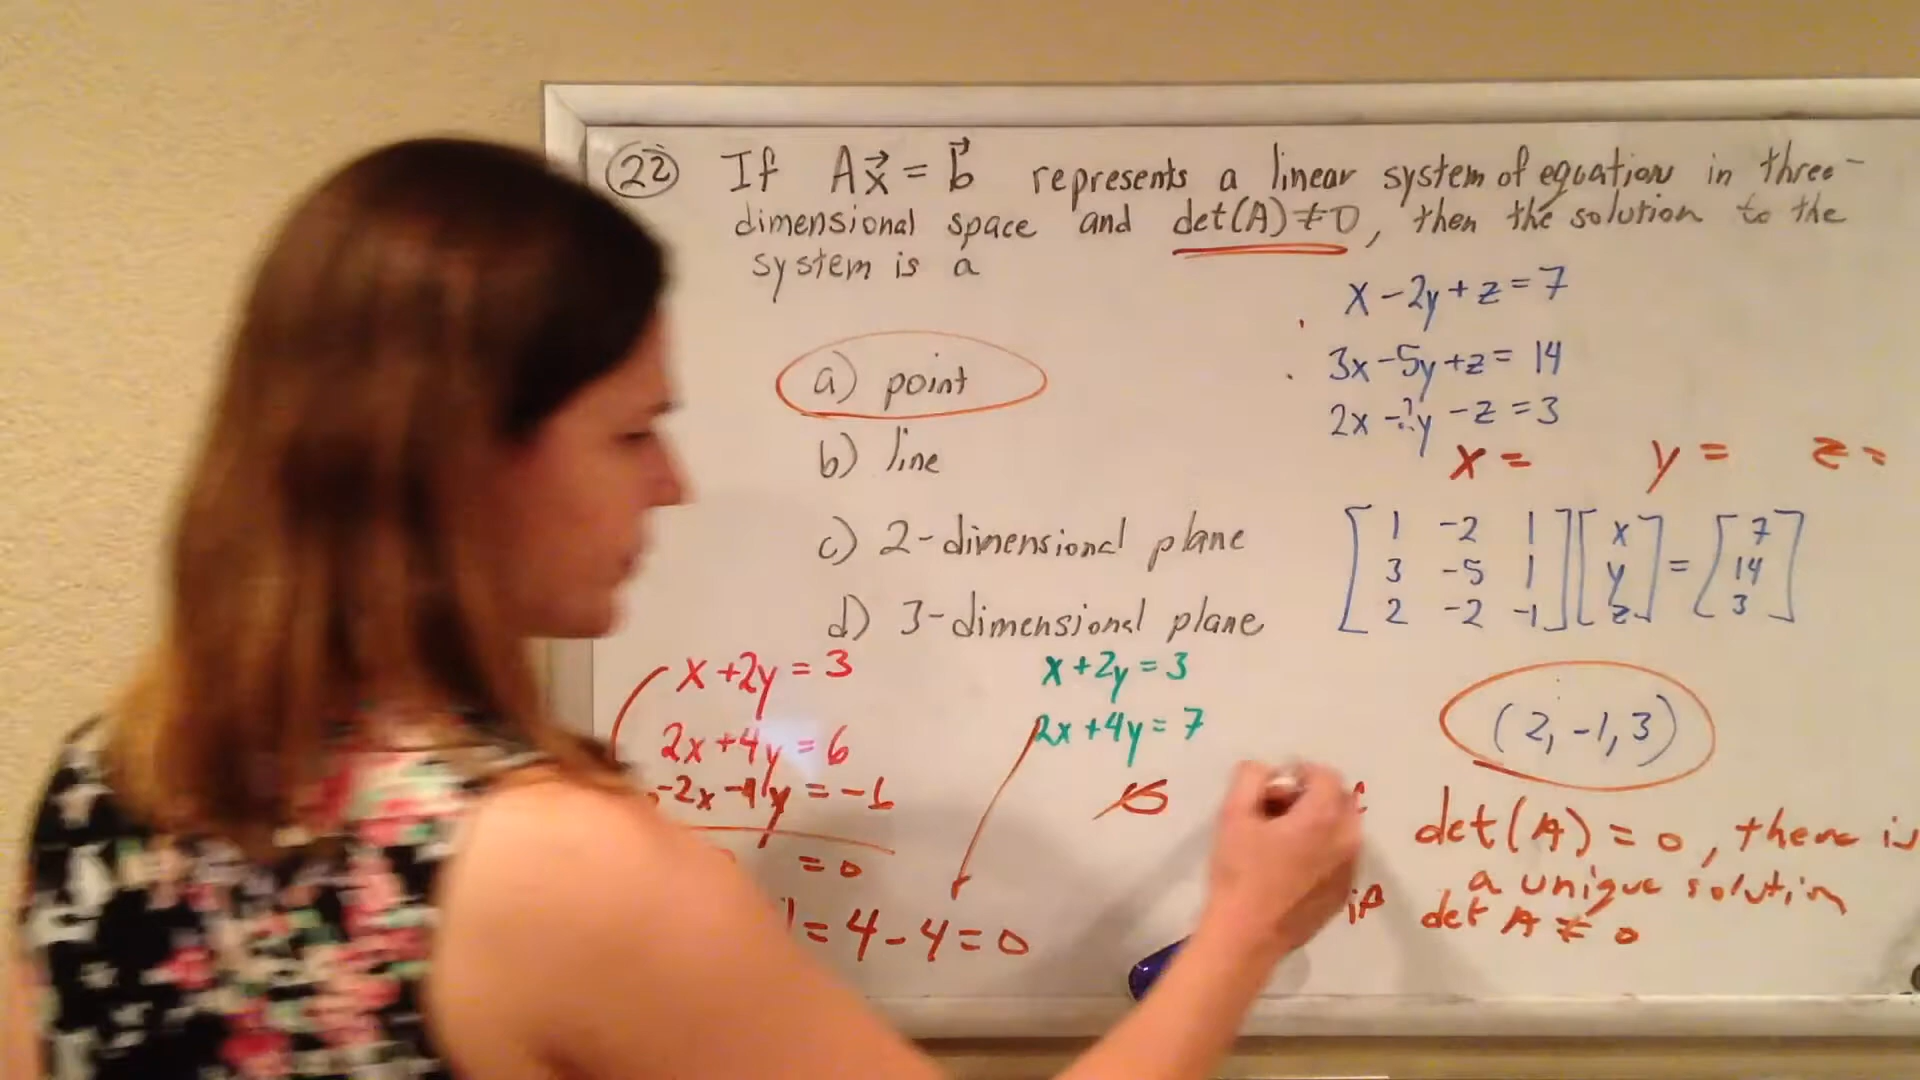 22 If Ax⃗ = b⃗ represents a linear system of equation in three-
dimensional space and det(A) ≠ 0, then the solution to the
system is a
a) point
b) line
c) 2-dimensional plane
d) 3-dimensional plane
x - 2y + z = 7
3x - 5y + z = 14
2x - 2y - z = 3
x = y = z =
[1 -2 1] [x] = [7]
[3 -5 1] [y] [14]
[2 -2 -1] [z] [3]
(2, -1, 3)
x + 2y = 3
2x + 4y = 6
-2x - 4y = -1
= 0
x + 2y = 3
2x + 4y = 7
= 4 - 4 = 0
det(A) = 0, there is
a unique solution
if det A ≠ 0